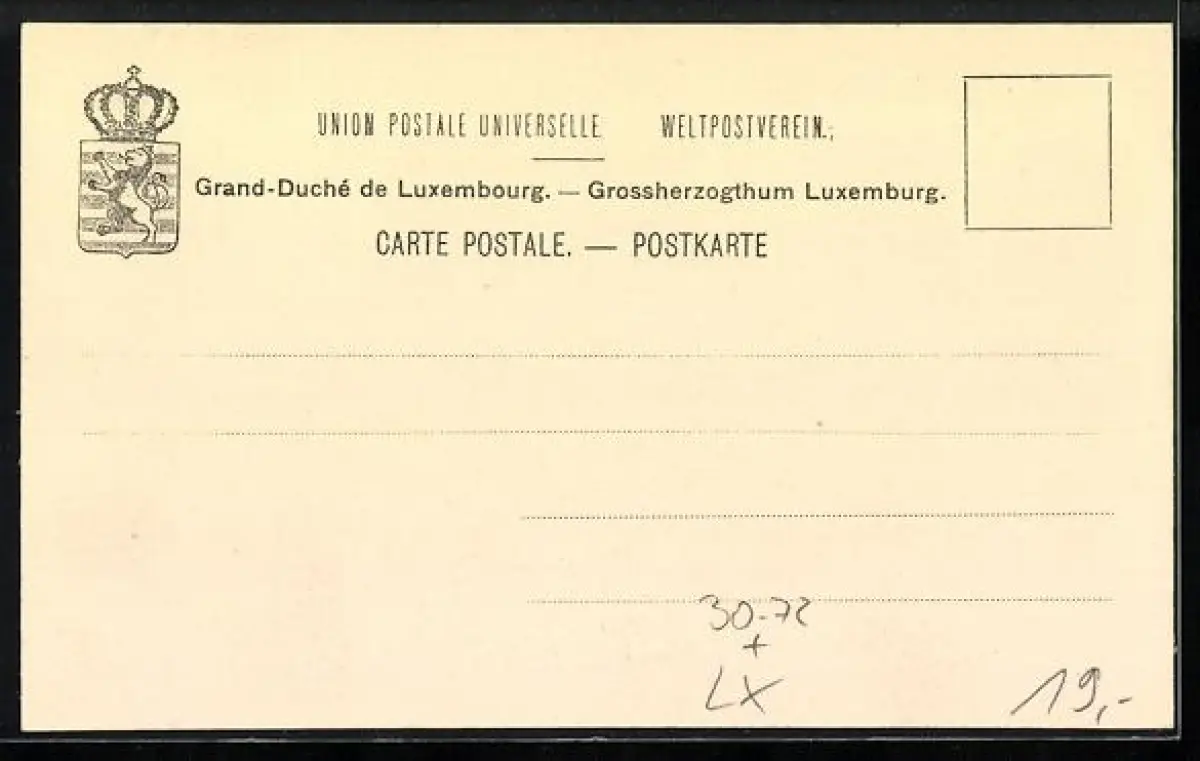 UNION POSTALE UNIVERSELLE WELTPOSTVEREIN.;
Grand-Duché de Luxembourg. — Grossherzogthum Luxemburg.
CARTE POSTALE. — POSTKARTE
30-72
+
LX
19,-